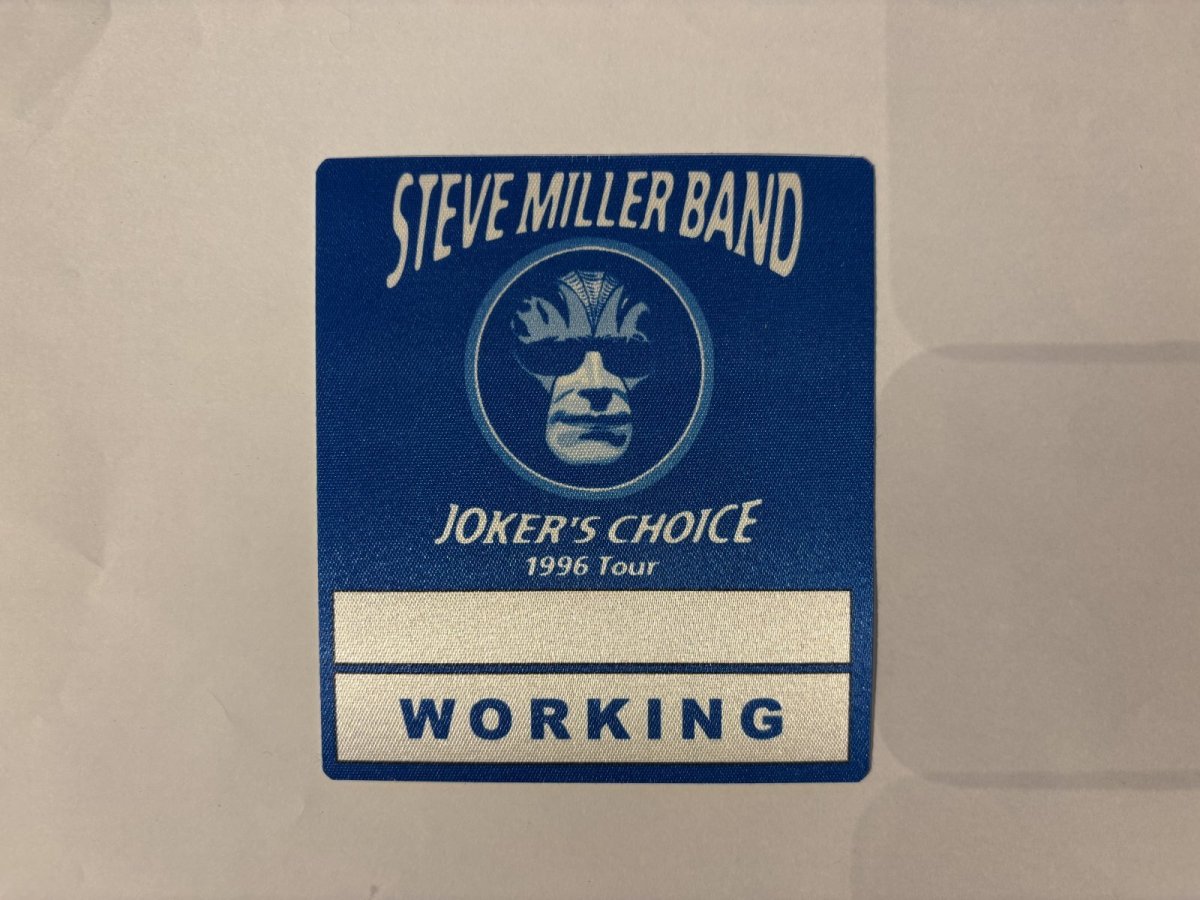 STEVE MILLER BAND
JOKER'S CHOICE
1996 Tour
WORKING